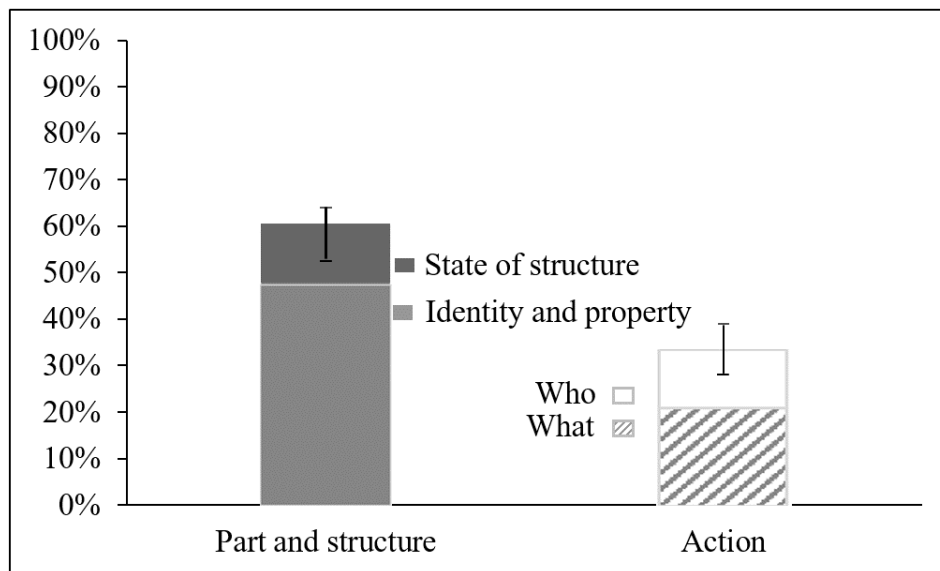 100%
90%
80%
70%
60%
50%
40%
30%
20%
10%
0%
State of structure
Identity and property
Who
What
Part and structure
Action